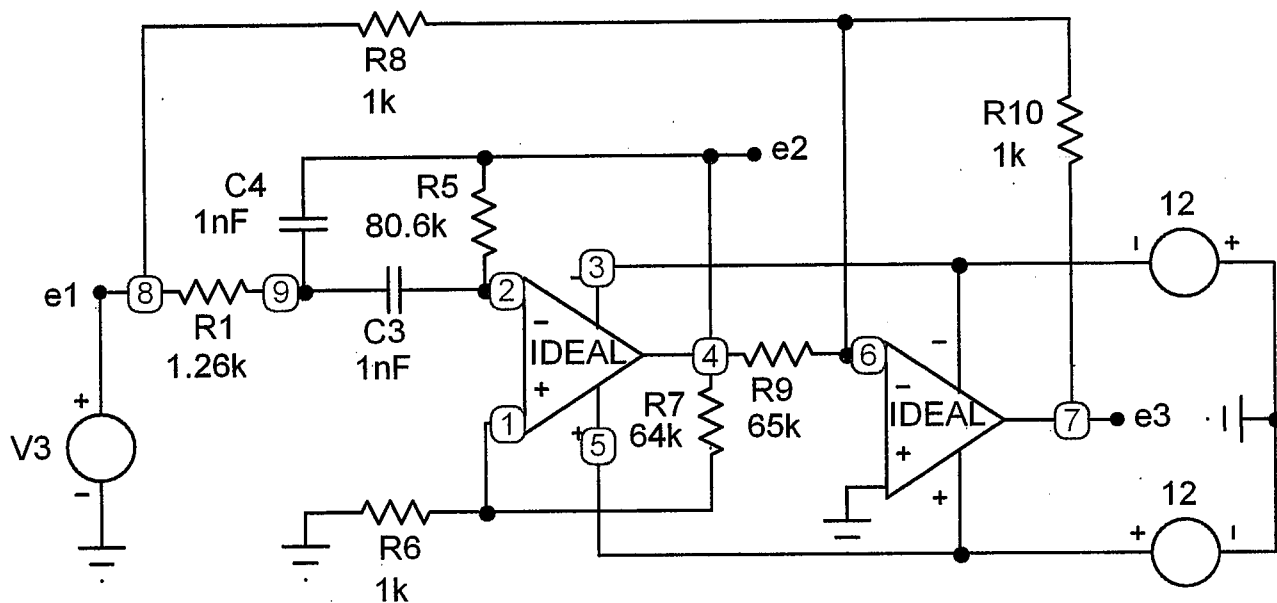 R8
1k
R10
1k
e2
C4
1nF
R5
80.6k
12
- +
3
e1
8
9
2
R1
1.26k
C3
1nF
−
IDEAL
+
4
6
R9
65k
−
−
IDEAL
+
+
7
e3
1
R7
64k
+
5
+
V3
−
12
+ -
R6
1k